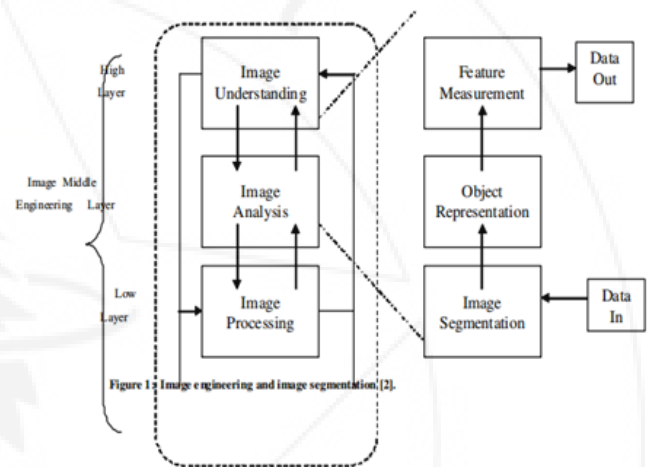 High
Layer
Image Middle
Engineering Layer
Low
Layer
Image
Understanding
Image
Analysis
Image
Processing
Feature
Measurement
Object
Representation
Image
Segmentation
Data
Out
Data
In
Figure 1: Image engineering and image segmentation [2].